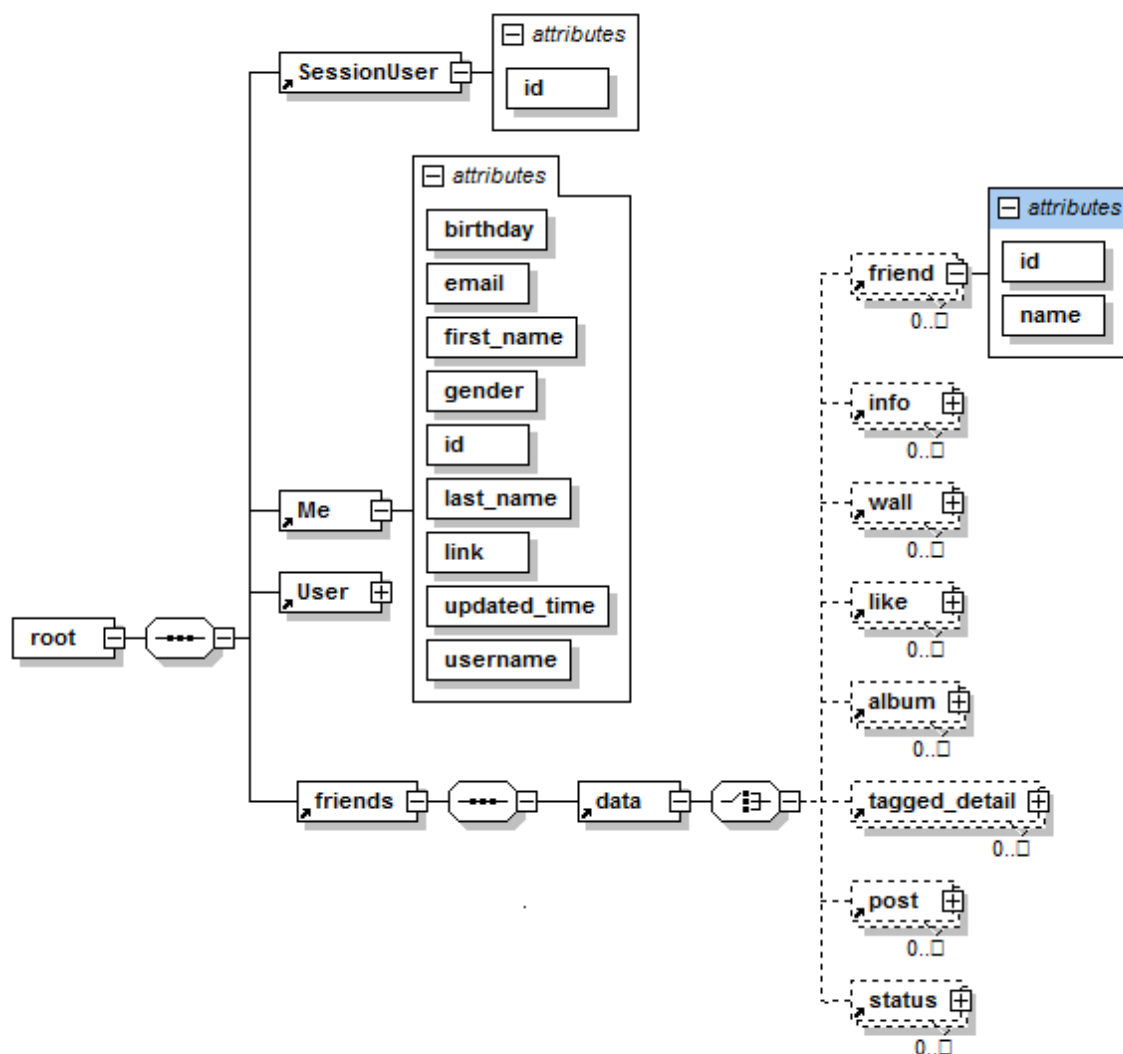 attributes
SessionUser
id
attributes
birthday
email
first_name
gender
id
last_name
link
updated_time
username
Me
User
root
friends
data
attributes
id
name
friend
0..□
info
0..□
wall
0..□
like
0..□
album
0..□
tagged_detail
0..□
post
0..□
status
0..□